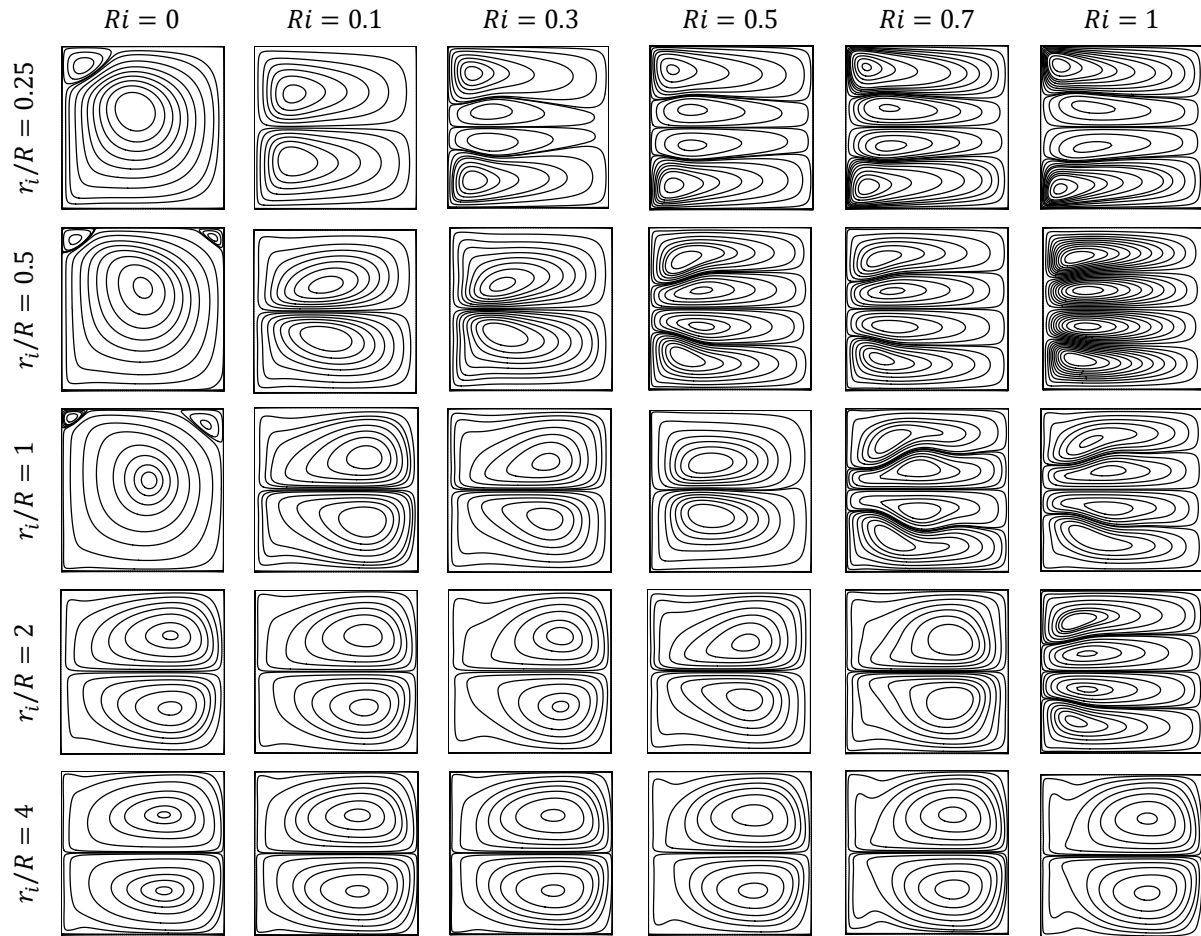 Ri = 0 Ri = 0.1 Ri = 0.3 Ri = 0.5 Ri = 0.7 Ri = 1
r_i/R = 0.25
r_i/R = 0.5
r_i/R = 1
r_i/R = 2
r_i/R = 4